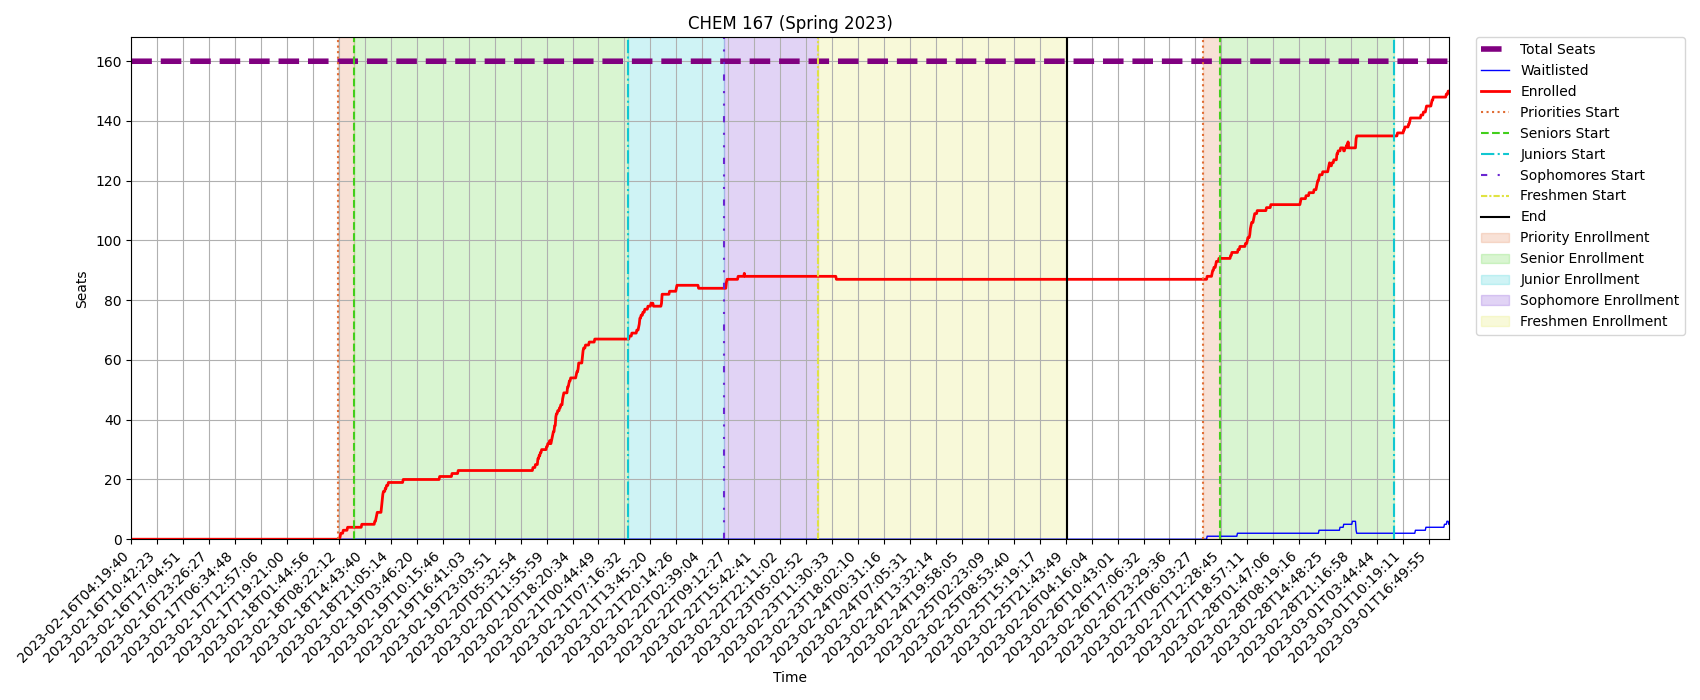 CHEM 167 (Spring 2023)
Seats
160
140
120
100
80
60
40
20
0
2023-02-16T04:19:40
2023-02-16T10:42:23
2023-02-16T17:04:51
2023-02-16T23:26:27
2023-02-17T06:34:48
2023-02-17T12:57:06
2023-02-17T19:21:00
2023-02-18T01:44:56
2023-02-18T08:22:12
2023-02-18T14:43:40
2023-02-18T21:05:14
2023-02-19T03:46:20
2023-02-19T10:15:46
2023-02-19T16:41:03
2023-02-19T23:03:51
2023-02-20T05:32:54
2023-02-20T11:55:59
2023-02-20T18:20:34
2023-02-21T00:44:49
2023-02-21T07:16:32
2023-02-21T13:45:20
2023-02-21T20:14:26
2023-02-22T02:39:04
2023-02-22T09:12:27
2023-02-22T15:42:41
2023-02-22T22:11:02
2023-02-23T05:02:52
2023-02-23T11:30:33
2023-02-23T18:02:10
2023-02-24T00:31:16
2023-02-24T07:05:31
2023-02-24T13:32:14
2023-02-24T19:58:05
2023-02-25T02:23:09
2023-02-25T08:53:40
2023-02-25T15:19:17
2023-02-25T21:43:49
2023-02-26T04:16:04
2023-02-26T10:43:01
2023-02-26T17:06:32
2023-02-26T23:29:36
2023-02-27T06:03:27
2023-02-27T12:28:45
2023-02-27T18:57:11
2023-02-28T01:47:06
2023-02-28T08:19:16
2023-02-28T14:48:25
2023-02-28T21:16:58
2023-03-01T03:44:44
2023-03-01T10:19:11
2023-03-01T16:49:55
Time
Total Seats
Waitlisted
Enrolled
Priorities Start
Seniors Start
Juniors Start
Sophomores Start
Freshmen Start
End
Priority Enrollment
Senior Enrollment
Junior Enrollment
Sophomore Enrollment
Freshmen Enrollment